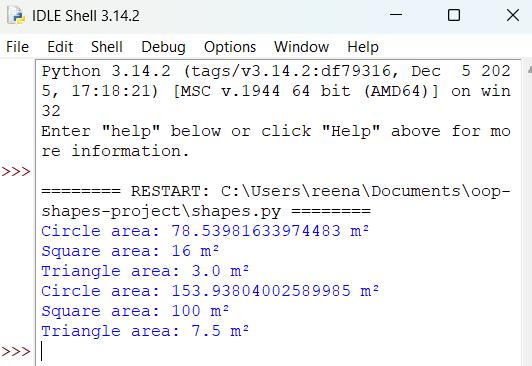 IDLE Shell 3.14.2
File Edit Shell Debug Options Window Help
Python 3.14.2 (tags/v3.14.2:df79316, Dec  5 202
5, 17:18:21) [MSC v.1944 64 bit (AMD64)] on win
32
Enter "help" below or click "Help" above for mo
re information.
>>>
======== RESTART: C:\Users\reena\Documents\oop-
shapes-project\shapes.py ========
Circle area: 78.53981633974483 m²
Square area: 16 m²
Triangle area: 3.0 m²
Circle area: 153.93804002589985 m²
Square area: 100 m²
Triangle area: 7.5 m²
>>>